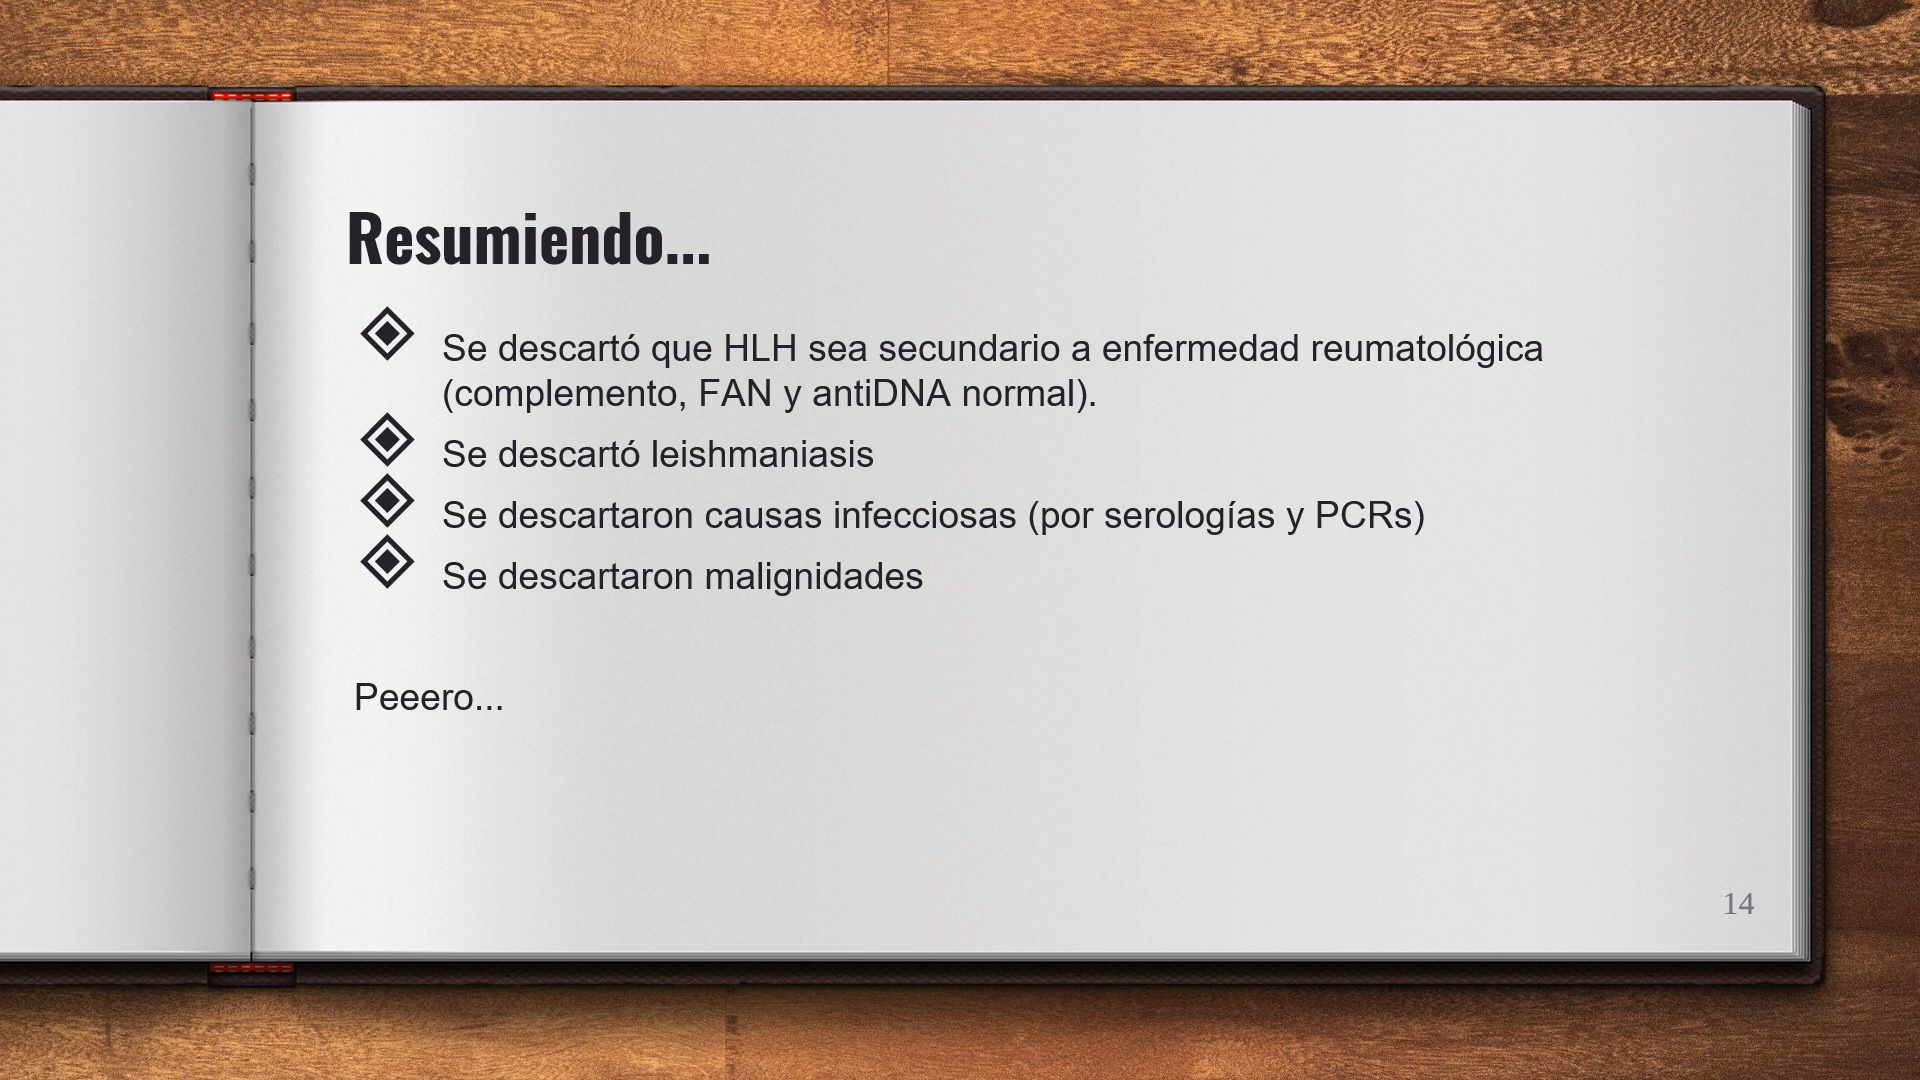 Resumiendo...
Se descartó que HLH sea secundario a enfermedad reumatológica
(complemento, FAN y antiDNA normal).
Se descartó leishmaniasis
Se descartaron causas infecciosas (por serologías y PCRs)
Se descartaron malignidades
Peeero...
14